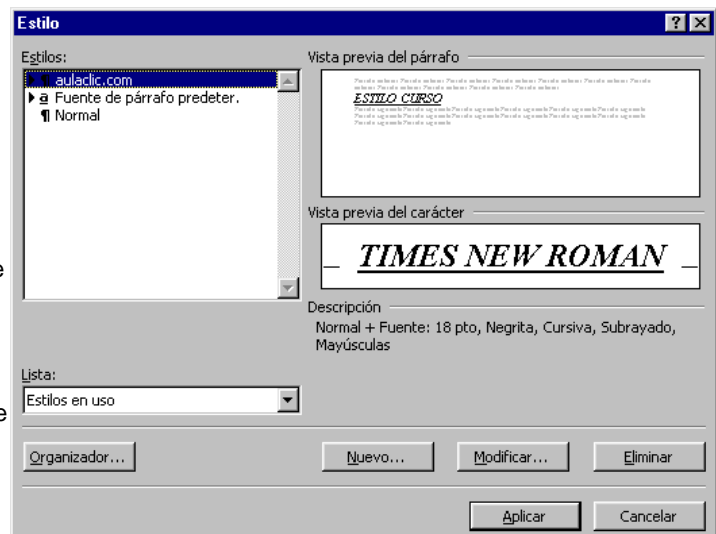 Estilo
Estilos:
aulaclic.com
a Fuente de párrafo predeter.
¶ Normal
Vista previa del párrafo
ESTILO CURSO
Vista previa del carácter
TIMES NEW ROMAN
Descripción
Normal + Fuente: 18 pto, Negrita, Cursiva, Subrayado,
Mayúsculas
Lista:
Estilos en uso
Organizador...
Nuevo...
Modificar...
Eliminar
Aplicar
Cancelar
e
e